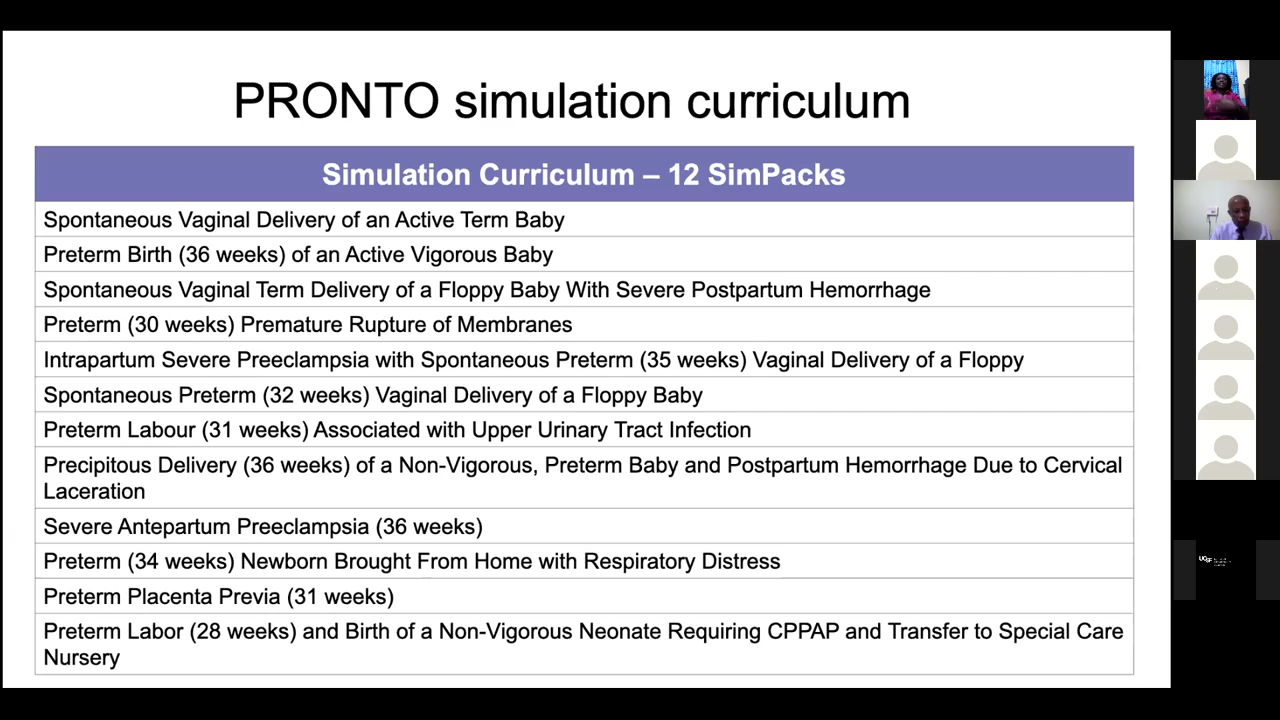 PRONTO simulation curriculum
Simulation Curriculum – 12 SimPacks
Spontaneous Vaginal Delivery of an Active Term Baby
Preterm Birth (36 weeks) of an Active Vigorous Baby
Spontaneous Vaginal Term Delivery of a Floppy Baby With Severe Postpartum Hemorrhage
Preterm (30 weeks) Premature Rupture of Membranes
Intrapartum Severe Preeclampsia with Spontaneous Preterm (35 weeks) Vaginal Delivery of a Floppy
Spontaneous Preterm (32 weeks) Vaginal Delivery of a Floppy Baby
Preterm Labour (31 weeks) Associated with Upper Urinary Tract Infection
Precipitous Delivery (36 weeks) of a Non-Vigorous, Preterm Baby and Postpartum Hemorrhage Due to Cervical
Laceration
Severe Antepartum Preeclampsia (36 weeks)
Preterm (34 weeks) Newborn Brought From Home with Respiratory Distress
Preterm Placenta Previa (31 weeks)
Preterm Labor (28 weeks) and Birth of a Non-Vigorous Neonate Requiring CPPAP and Transfer to Special Care
Nursery
UCSF